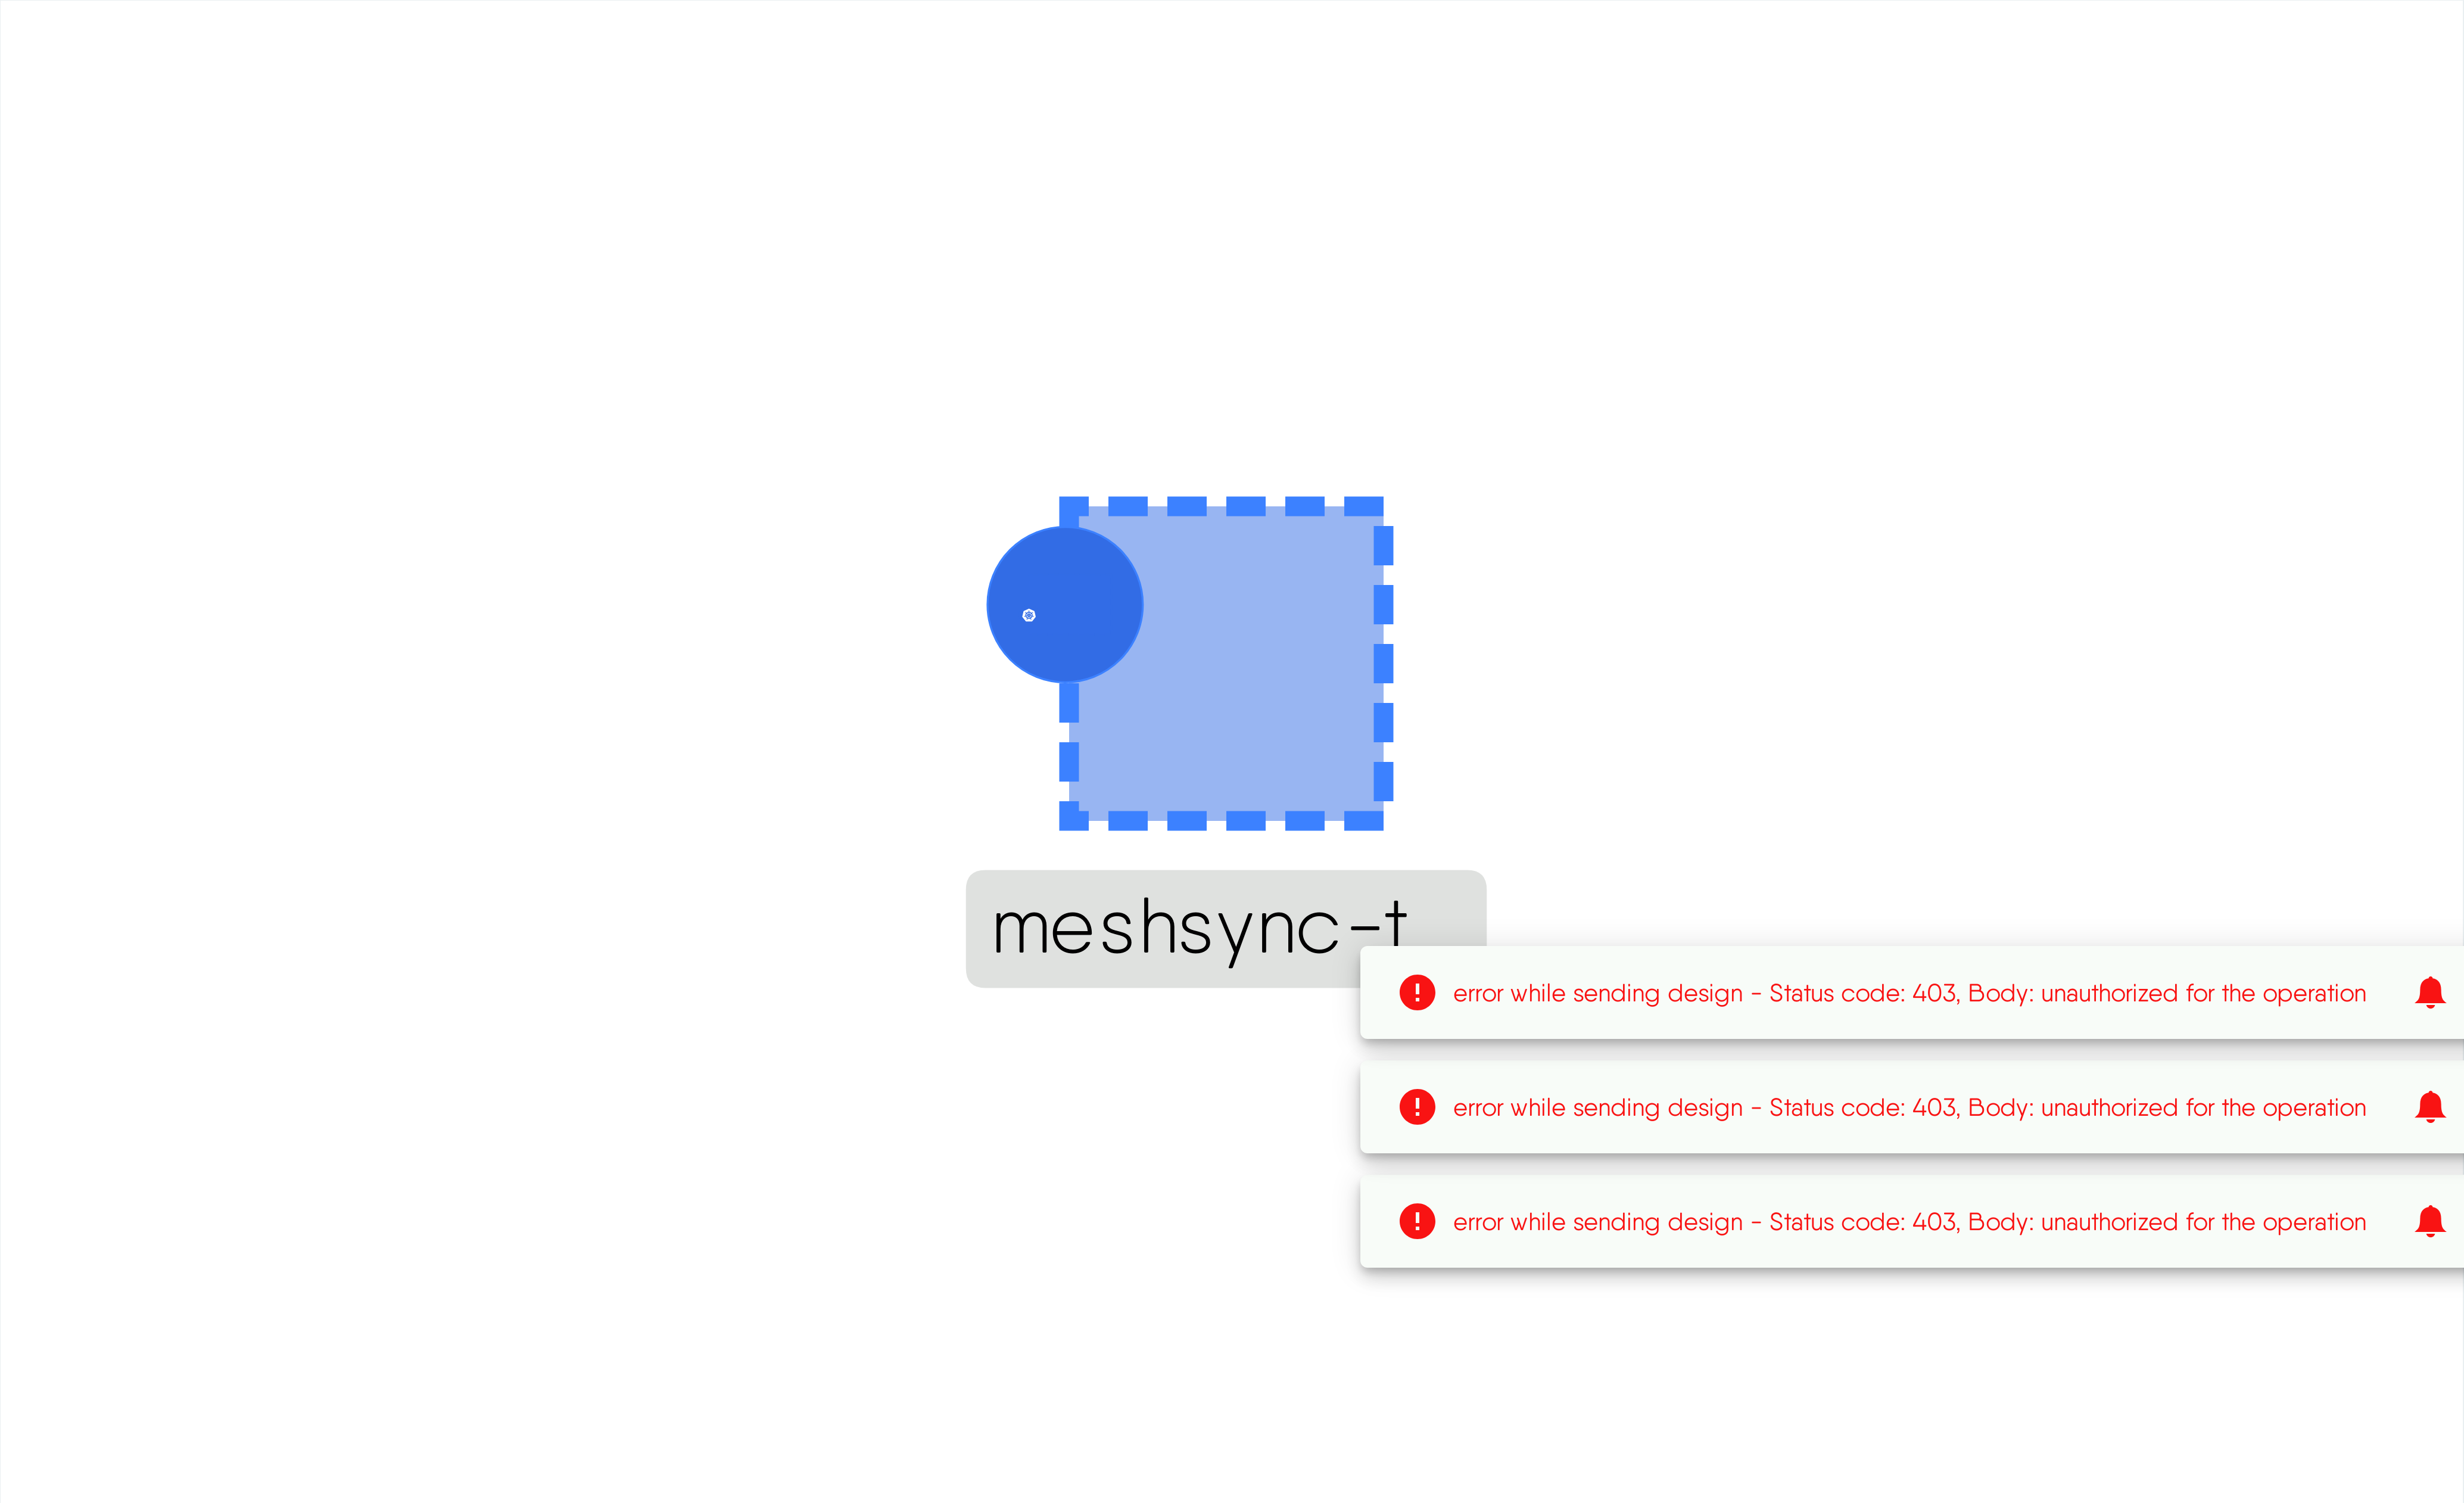 meshsync-t
error while sending design - Status code: 403, Body: unauthorized for the operation
error while sending design - Status code: 403, Body: unauthorized for the operation
error while sending design - Status code: 403, Body: unauthorized for the operation